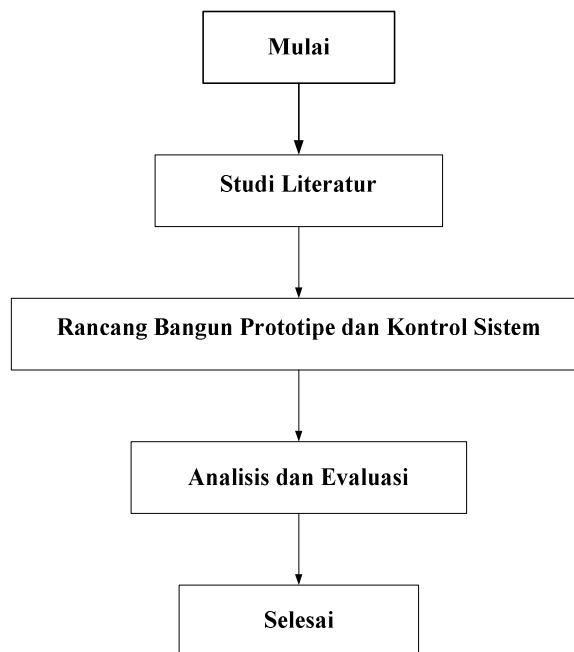 Mulai
Studi Literatur
Rancang Bangun Prototipe dan Kontrol Sistem
Analisis dan Evaluasi
Selesai